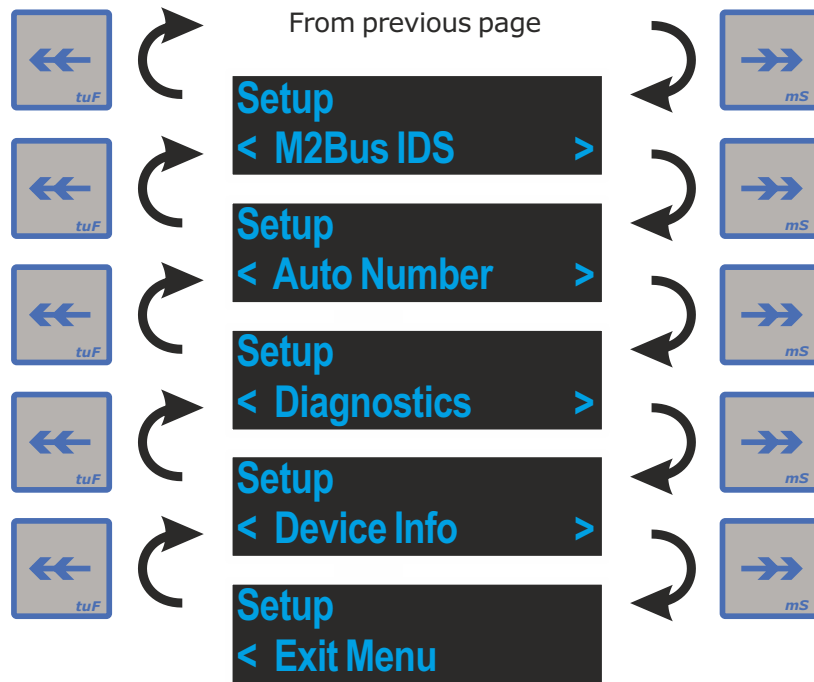 From previous page
tuF
mS
Setup
< M2Bus IDS >
tuF
mS
Setup
< Auto Number >
tuF
mS
Setup
< Diagnostics >
tuF
mS
Setup
< Device Info >
tuF
mS
Setup
< Exit Menu